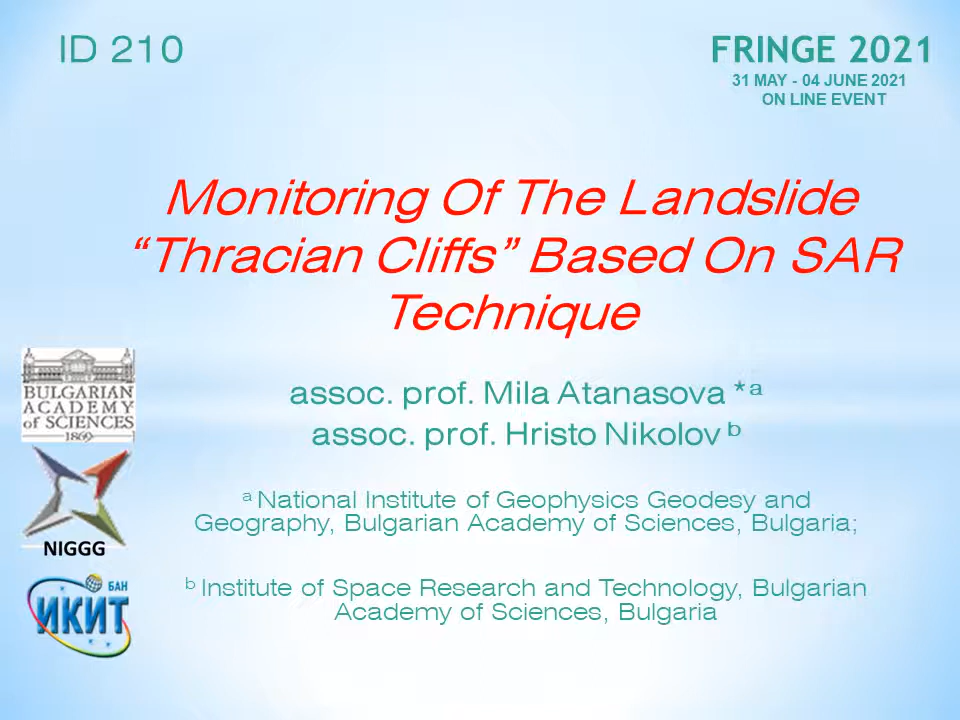 ID 210
FRINGE 2021
31 MAY - 04 JUNE 2021
ON LINE EVENT
Monitoring Of The Landslide
“Thracian Cliffs” Based On SAR
Technique
assoc. prof. Mila Atanasova *a
assoc. prof. Hristo Nikolov b
a National Institute of Geophysics Geodesy and
Geography, Bulgarian Academy of Sciences, Bulgaria;
b Institute of Space Research and Technology, Bulgarian
Academy of Sciences, Bulgaria
BULGARIAN
ACADEMY
of SCIENCES
1869
NIGGG
БАН
ИКИТ